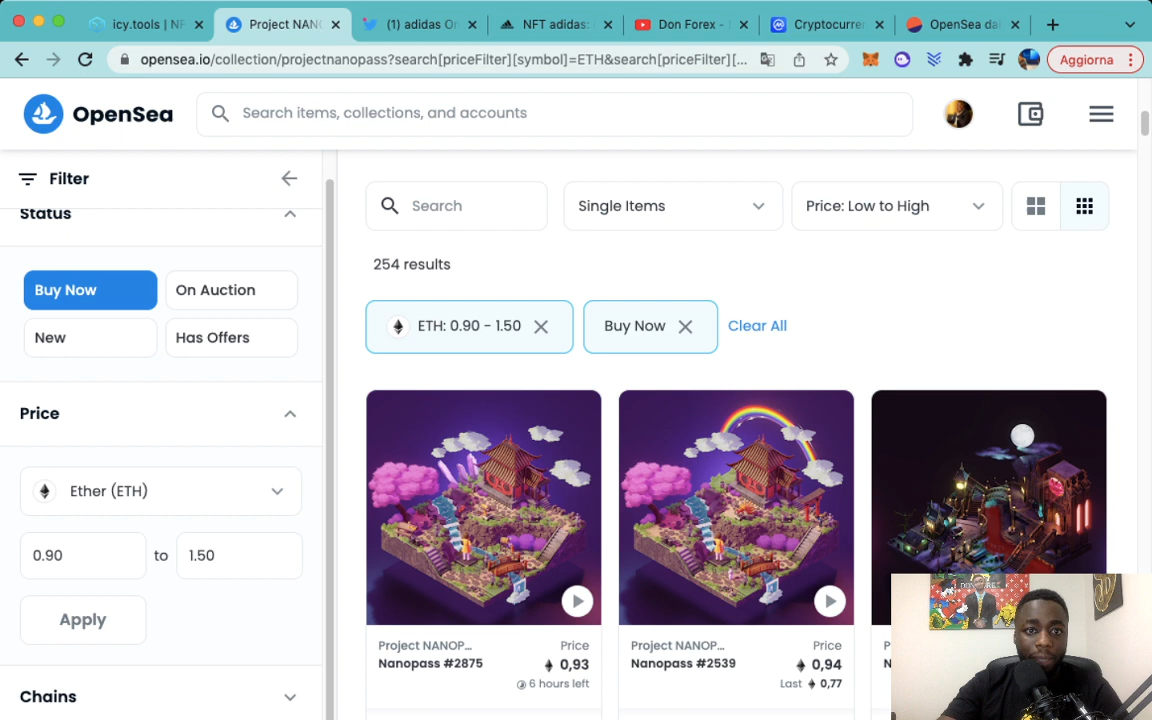 icy.tools | NF
Project NANO
(1) adidas Or
NFT adidas:
Don Forex -
Cryptocurre
OpenSea da
opensea.io/collection/projectnanopass?search[priceFilter][symbol]=ETH&search[priceFilter][...
Aggiorna
OpenSea
Search items, collections, and accounts
Filter
Status
Buy Now
On Auction
New
Has Offers
Price
Ether (ETH)
0.90 to 1.50
Apply
Chains
Search
Single Items
Price: Low to High
254 results
ETH: 0.90 - 1.50
Buy Now
Clear All
Project NANOP...
Price
Nanopass #2875
0,93
6 hours left
Project NANOP...
Price
Nanopass #2539
0,94
Last 0,77